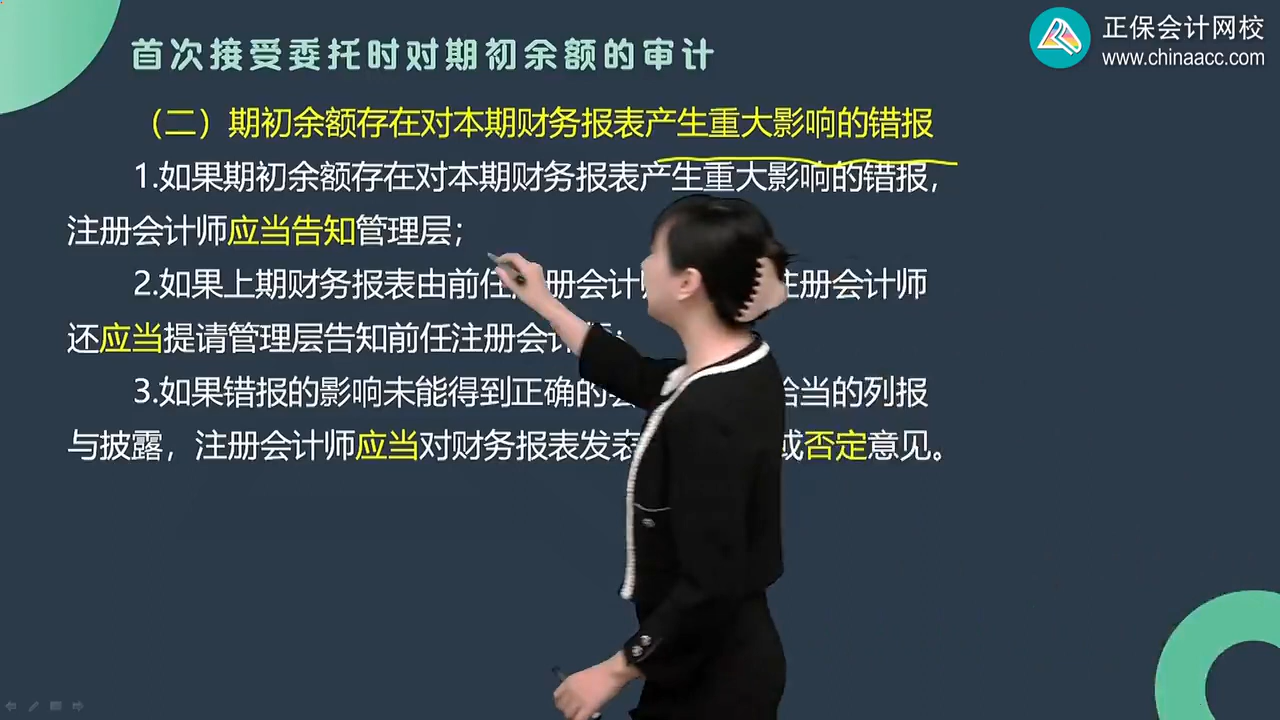 正保会计网校
www.chinaacc.com
首次接受委托时对期初余额的审计
（二）期初余额存在对本期财务报表产生重大影响的错报
1.如果期初余额存在对本期财务报表产生重大影响的错报，
注册会计师应当告知管理层；
2.如果上期财务报表由前任注册会计 注册会计师
还应当提请管理层告知前任注册会计 ；
3.如果错报的影响未能得到正确的 当的列报
与披露，注册会计师应当对财务报表发表 或否定意见。